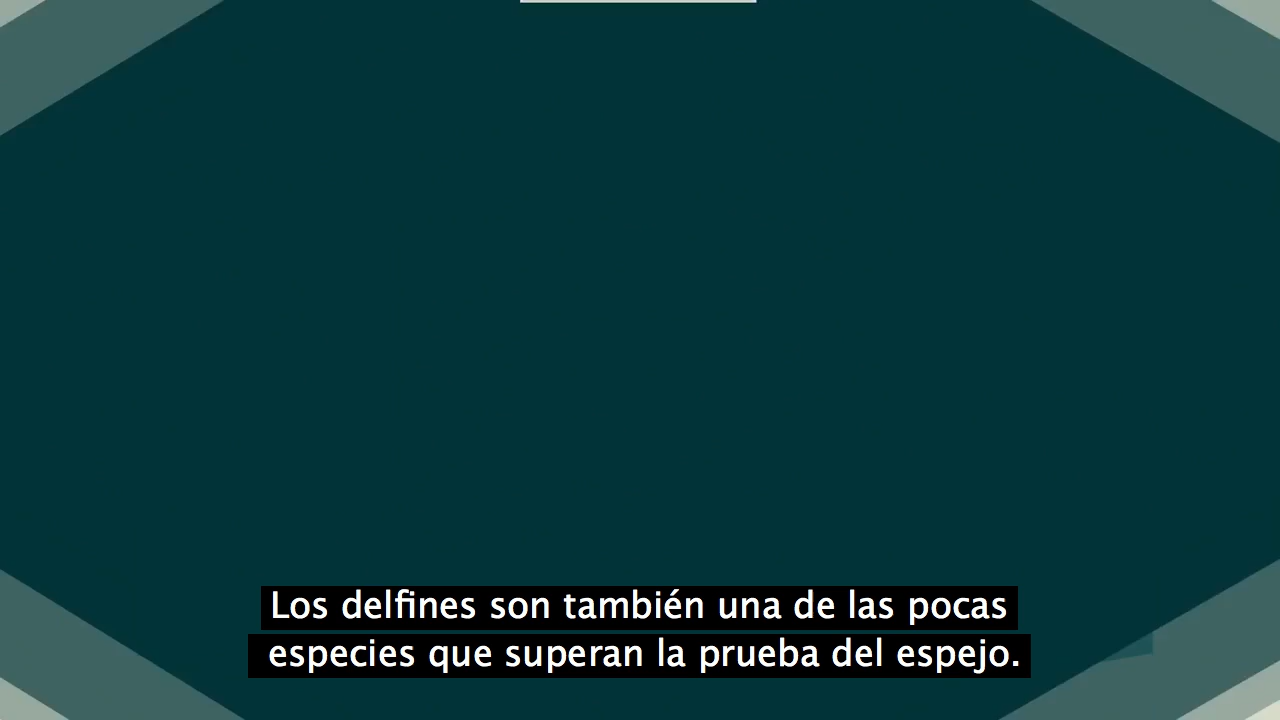 Los delfines son también una de las pocas
especies que superan la prueba del espejo.